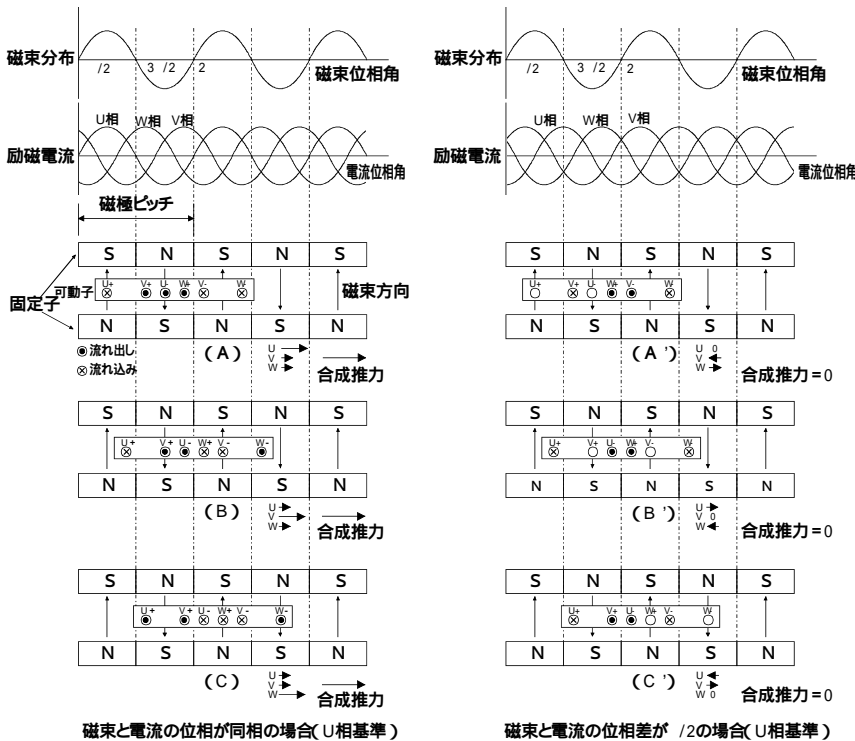 磁束分布
/2
3 /2
2
磁束位相角
U相
W相
V相
励磁電流
電流位相角
磁極ピッチ
S N S N S
U+ V+ U- W+ V- W-
固定子
可動子
磁束方向
N S N S N
流れ出し
流れ込み
(A)
U
V
W
合成推力
S N S N S
U+ V+ U- W+ V- W-
N S N S N
(B)
U
V
W
合成推力
S N S N S
U+ V+ U- W+ V- W-
N S N S N
(C)
U
V
W
合成推力
磁束と電流の位相が同相の場合(U相基準)
磁束分布
/2
3 /2
2
磁束位相角
U相
W相
V相
励磁電流
電流位相角
S N S N S
U+ V+ U- W+ V- W-
N S N S N
(A')
U 0
V
W
合成推力=0
S N S N S
U+ V+ U- W+ V- W-
N S N S N
(B')
U
V 0
W
合成推力=0
S N S N S
U+ V+ U- W+ V- W-
N S N S N
(C')
U
V
W 0
合成推力=0
磁束と電流の位相差が /2の場合(U相基準)